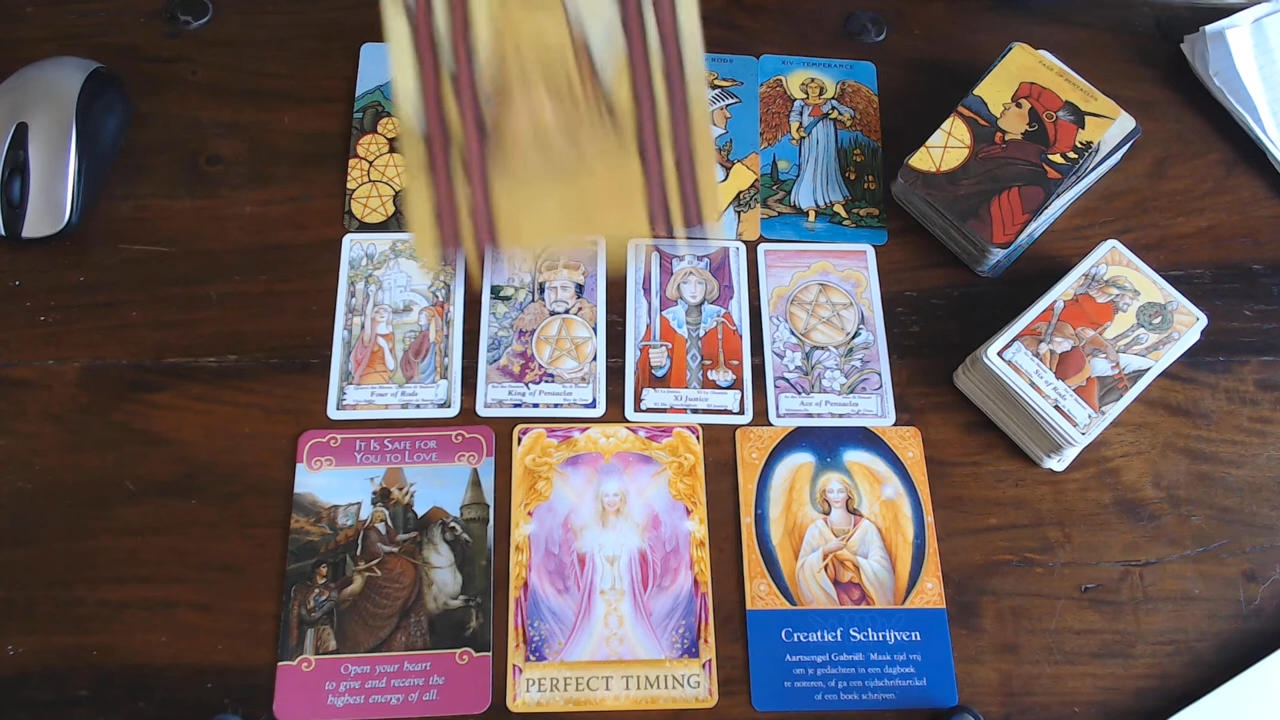 RODS
XIV-TEMPERANCE
PAGE OF PENTACLES
Four of Rods
King of Pentacles
XI Justice
Ace of Pentacles
Six of Rods
IT IS SAFE FOR
YOU TO LOVE
Open your heart
to give and receive the
highest energy of all.
PERFECT TIMING
Creatief Schrijven
Aartsengel Gabriël: 'Maak tijd vrij
om je gedachten in een dagboek
te noteren, of ga een tijdschriftartikel
of een boek schrijven.'